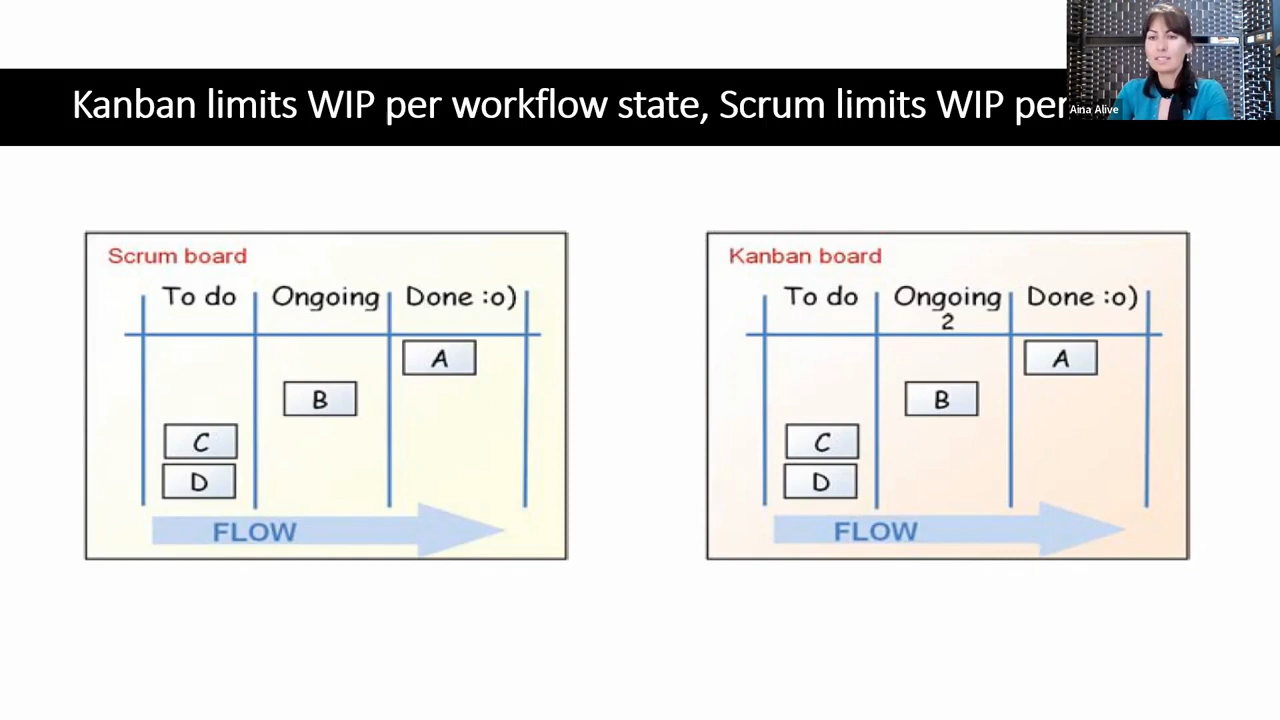 Kanban limits WIP per workflow state, Scrum limits WIP per
Aina Alive
Scrum board
To do Ongoing Done :o)
A
B
C
D
FLOW
Kanban board
To do Ongoing Done :o)
2
A
B
C
D
FLOW